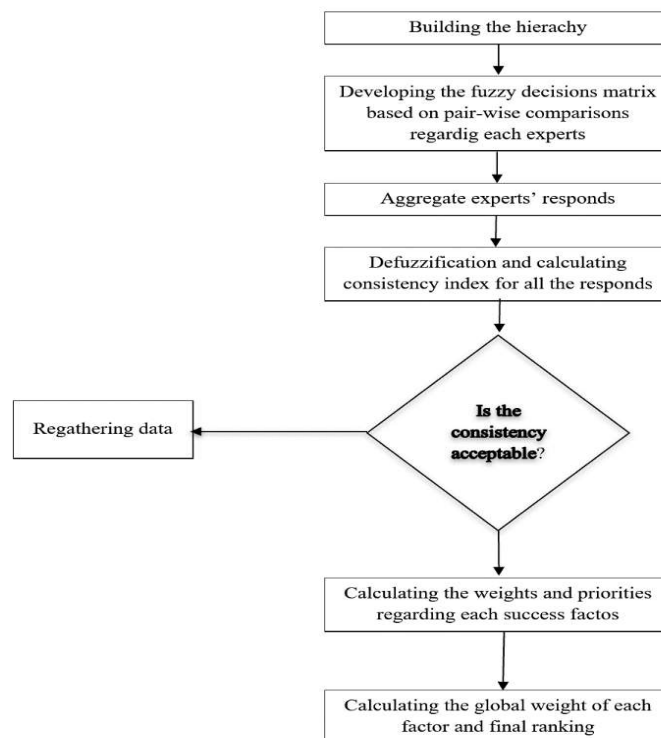 Building the hierarchy
Developing the fuzzy decisions matrix
based on pair-wise comparisons
regardig each experts
Aggregate experts' responds
Defuzzification and calculating
consistency index for all the responds
Is the
consistency
acceptable?
Regathering data
Calculating the weights and priorities
regarding each success factos
Calculating the global weight of each
factor and final ranking